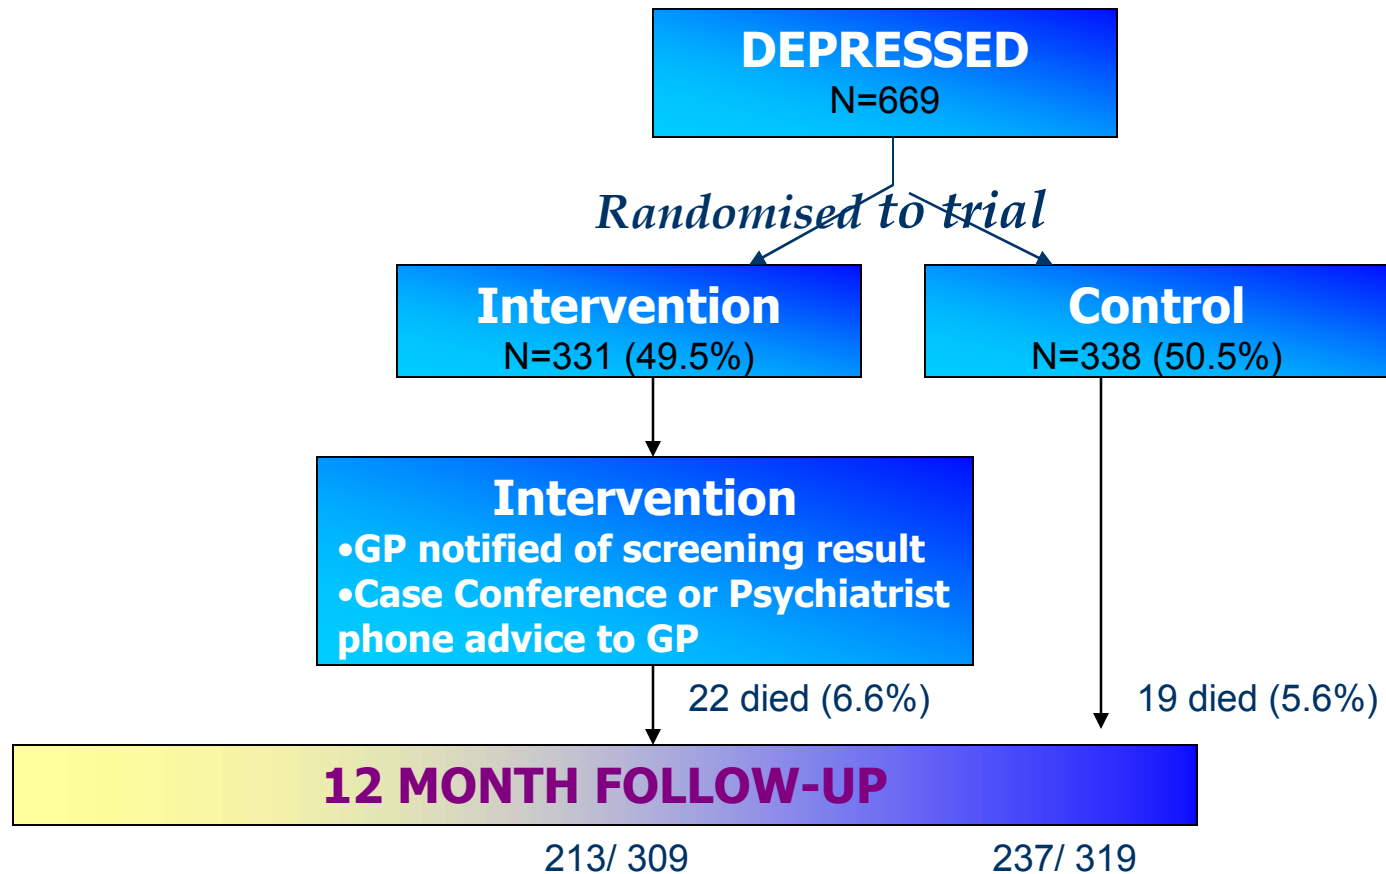 DEPRESSED
N=669
Randomised to trial
Intervention
N=331 (49.5%)
Control
N=338 (50.5%)
Intervention
•GP notified of screening result
•Case Conference or Psychiatrist
phone advice to GP
22 died (6.6%)
19 died (5.6%)
12 MONTH FOLLOW-UP
213/ 309
237/ 319